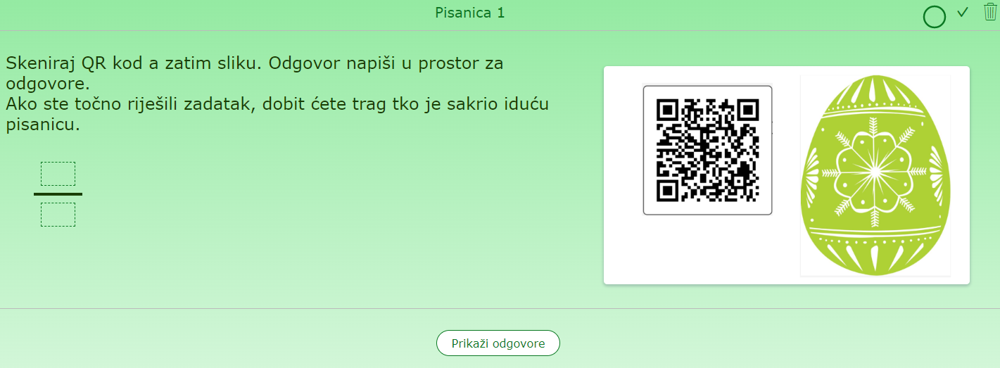 Pisanica 1
Skeniraj QR kod a zatim sliku. Odgovor napiši u prostor za
odgovore.
Ako ste točno riješili zadatak, dobit ćete trag tko je sakrio iduću
pisanicu.
Prikaži odgovore